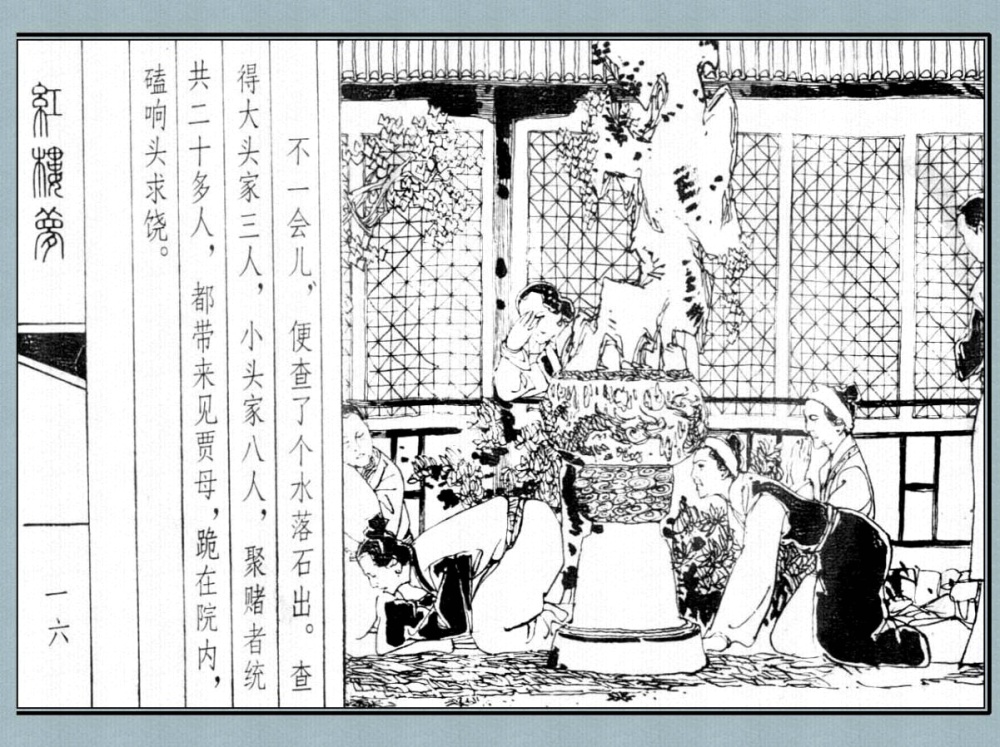 不一会儿，便查了个水落石出。查
得大头家三人，小头家八人，聚赌者统
共二十多人，都带来见贾母，跪在院内，
磕响头求饶。
紅樓夢
一六